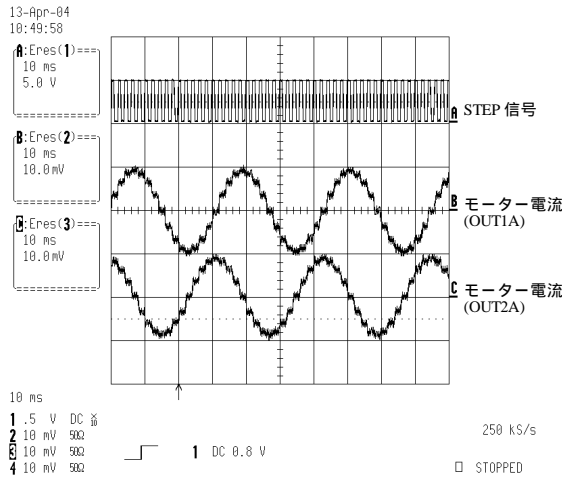 13-Apr-04
10:49:58
A:Eres(1)===
10 ms
5.0 V
B:Eres(2)===
10 ms
10.0mV
:Eres(3)===
10 ms
10.0mV
A STEP 信号
B モーター電流
(OUT1A)
C モーター電流
(OUT2A)
10 ms
1 .5 V DC
2 10 mV 50Ω
3 10 mV 50Ω
4 10 mV 50Ω
1 DC 0.8 V
250 kS/s
STOPPED